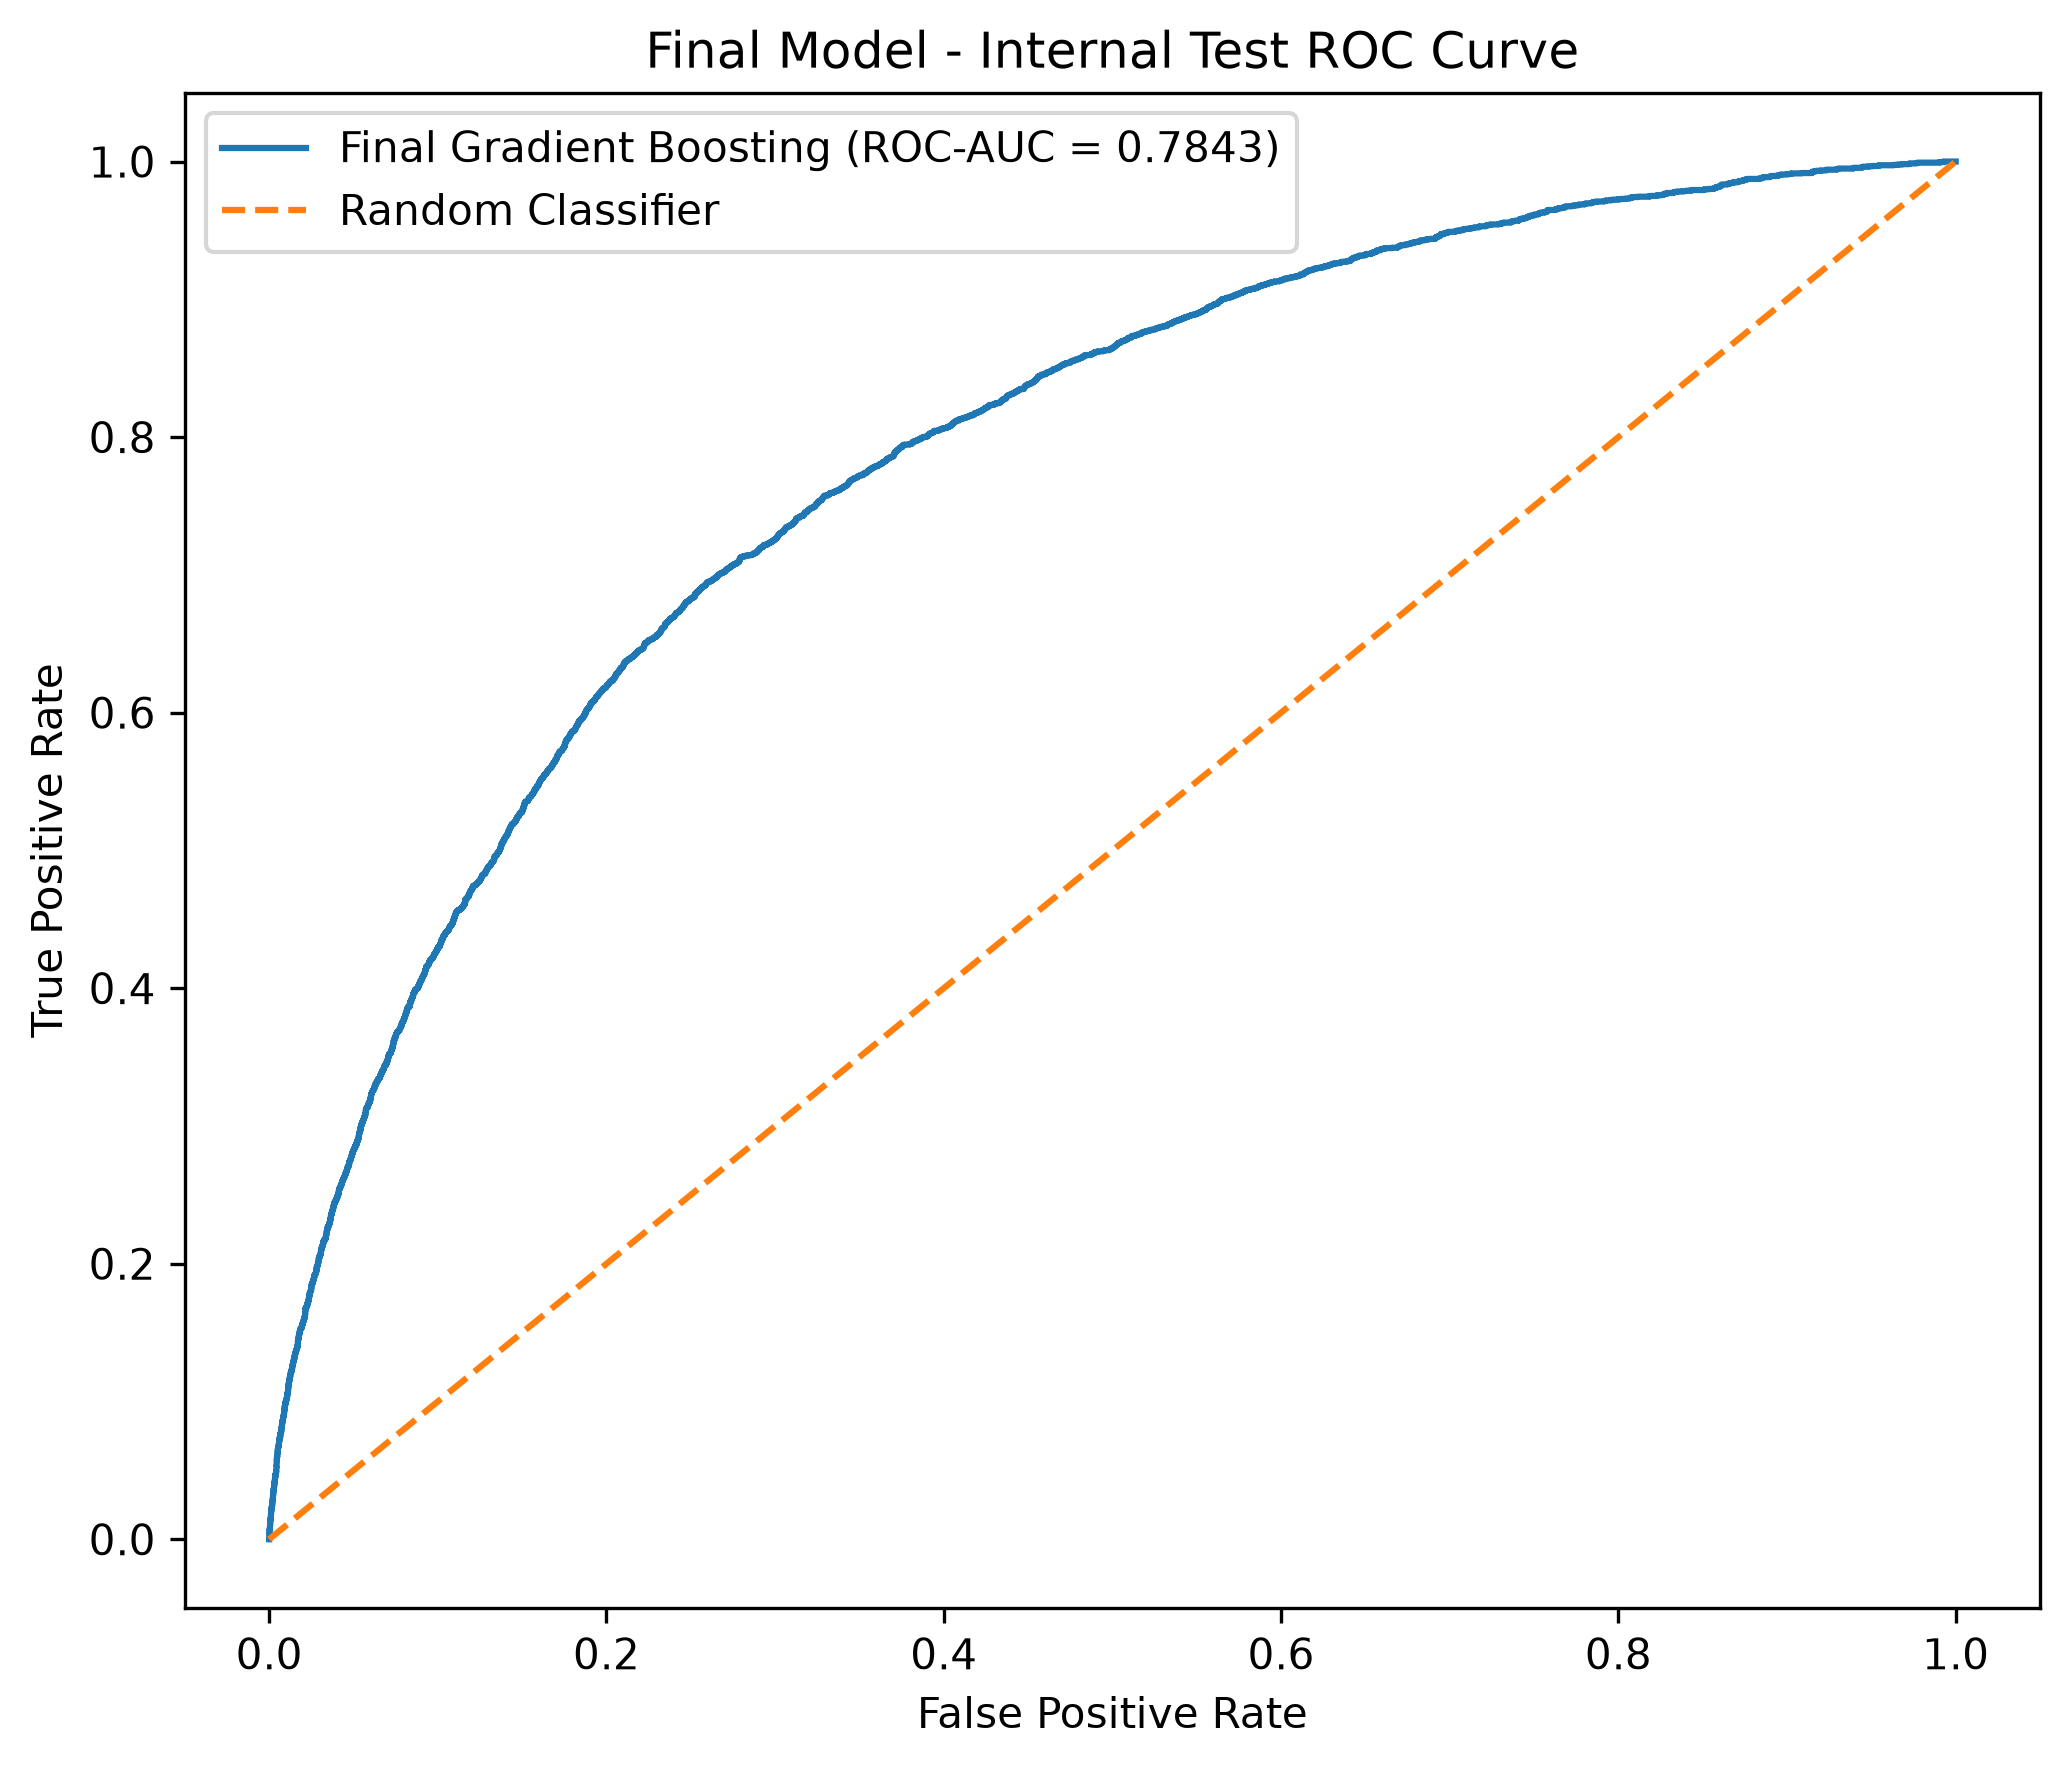 Final Model - Internal Test ROC Curve
Final Gradient Boosting (ROC-AUC = 0.7843)
Random Classifier
1.0
0.8
0.6
0.4
0.2
0.0
True Positive Rate
0.0 0.2 0.4 0.6 0.8 1.0
False Positive Rate